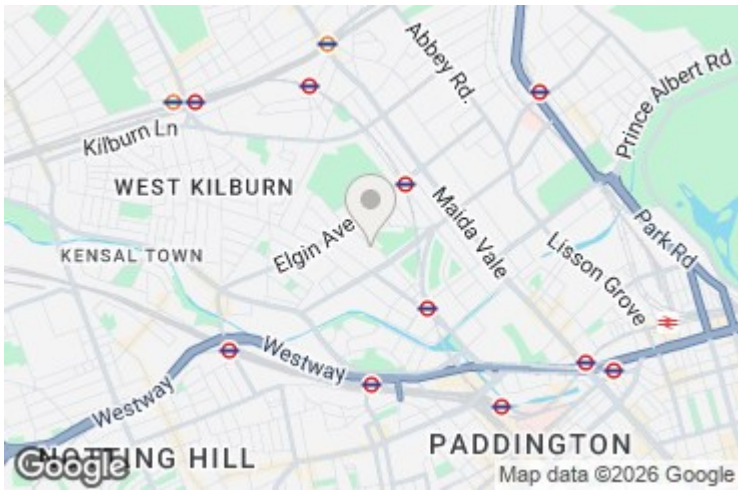 Abbey Rd.
Prince Albert Rd
Kilburn Ln
WEST KILBURN
Elgin Ave
Maida Vale
Park Rd
KENSAL TOWN
Lisson Grove
Westway
Westway
NOTTING HILL
PADDINGTON
Google
Map data ©2026 Google